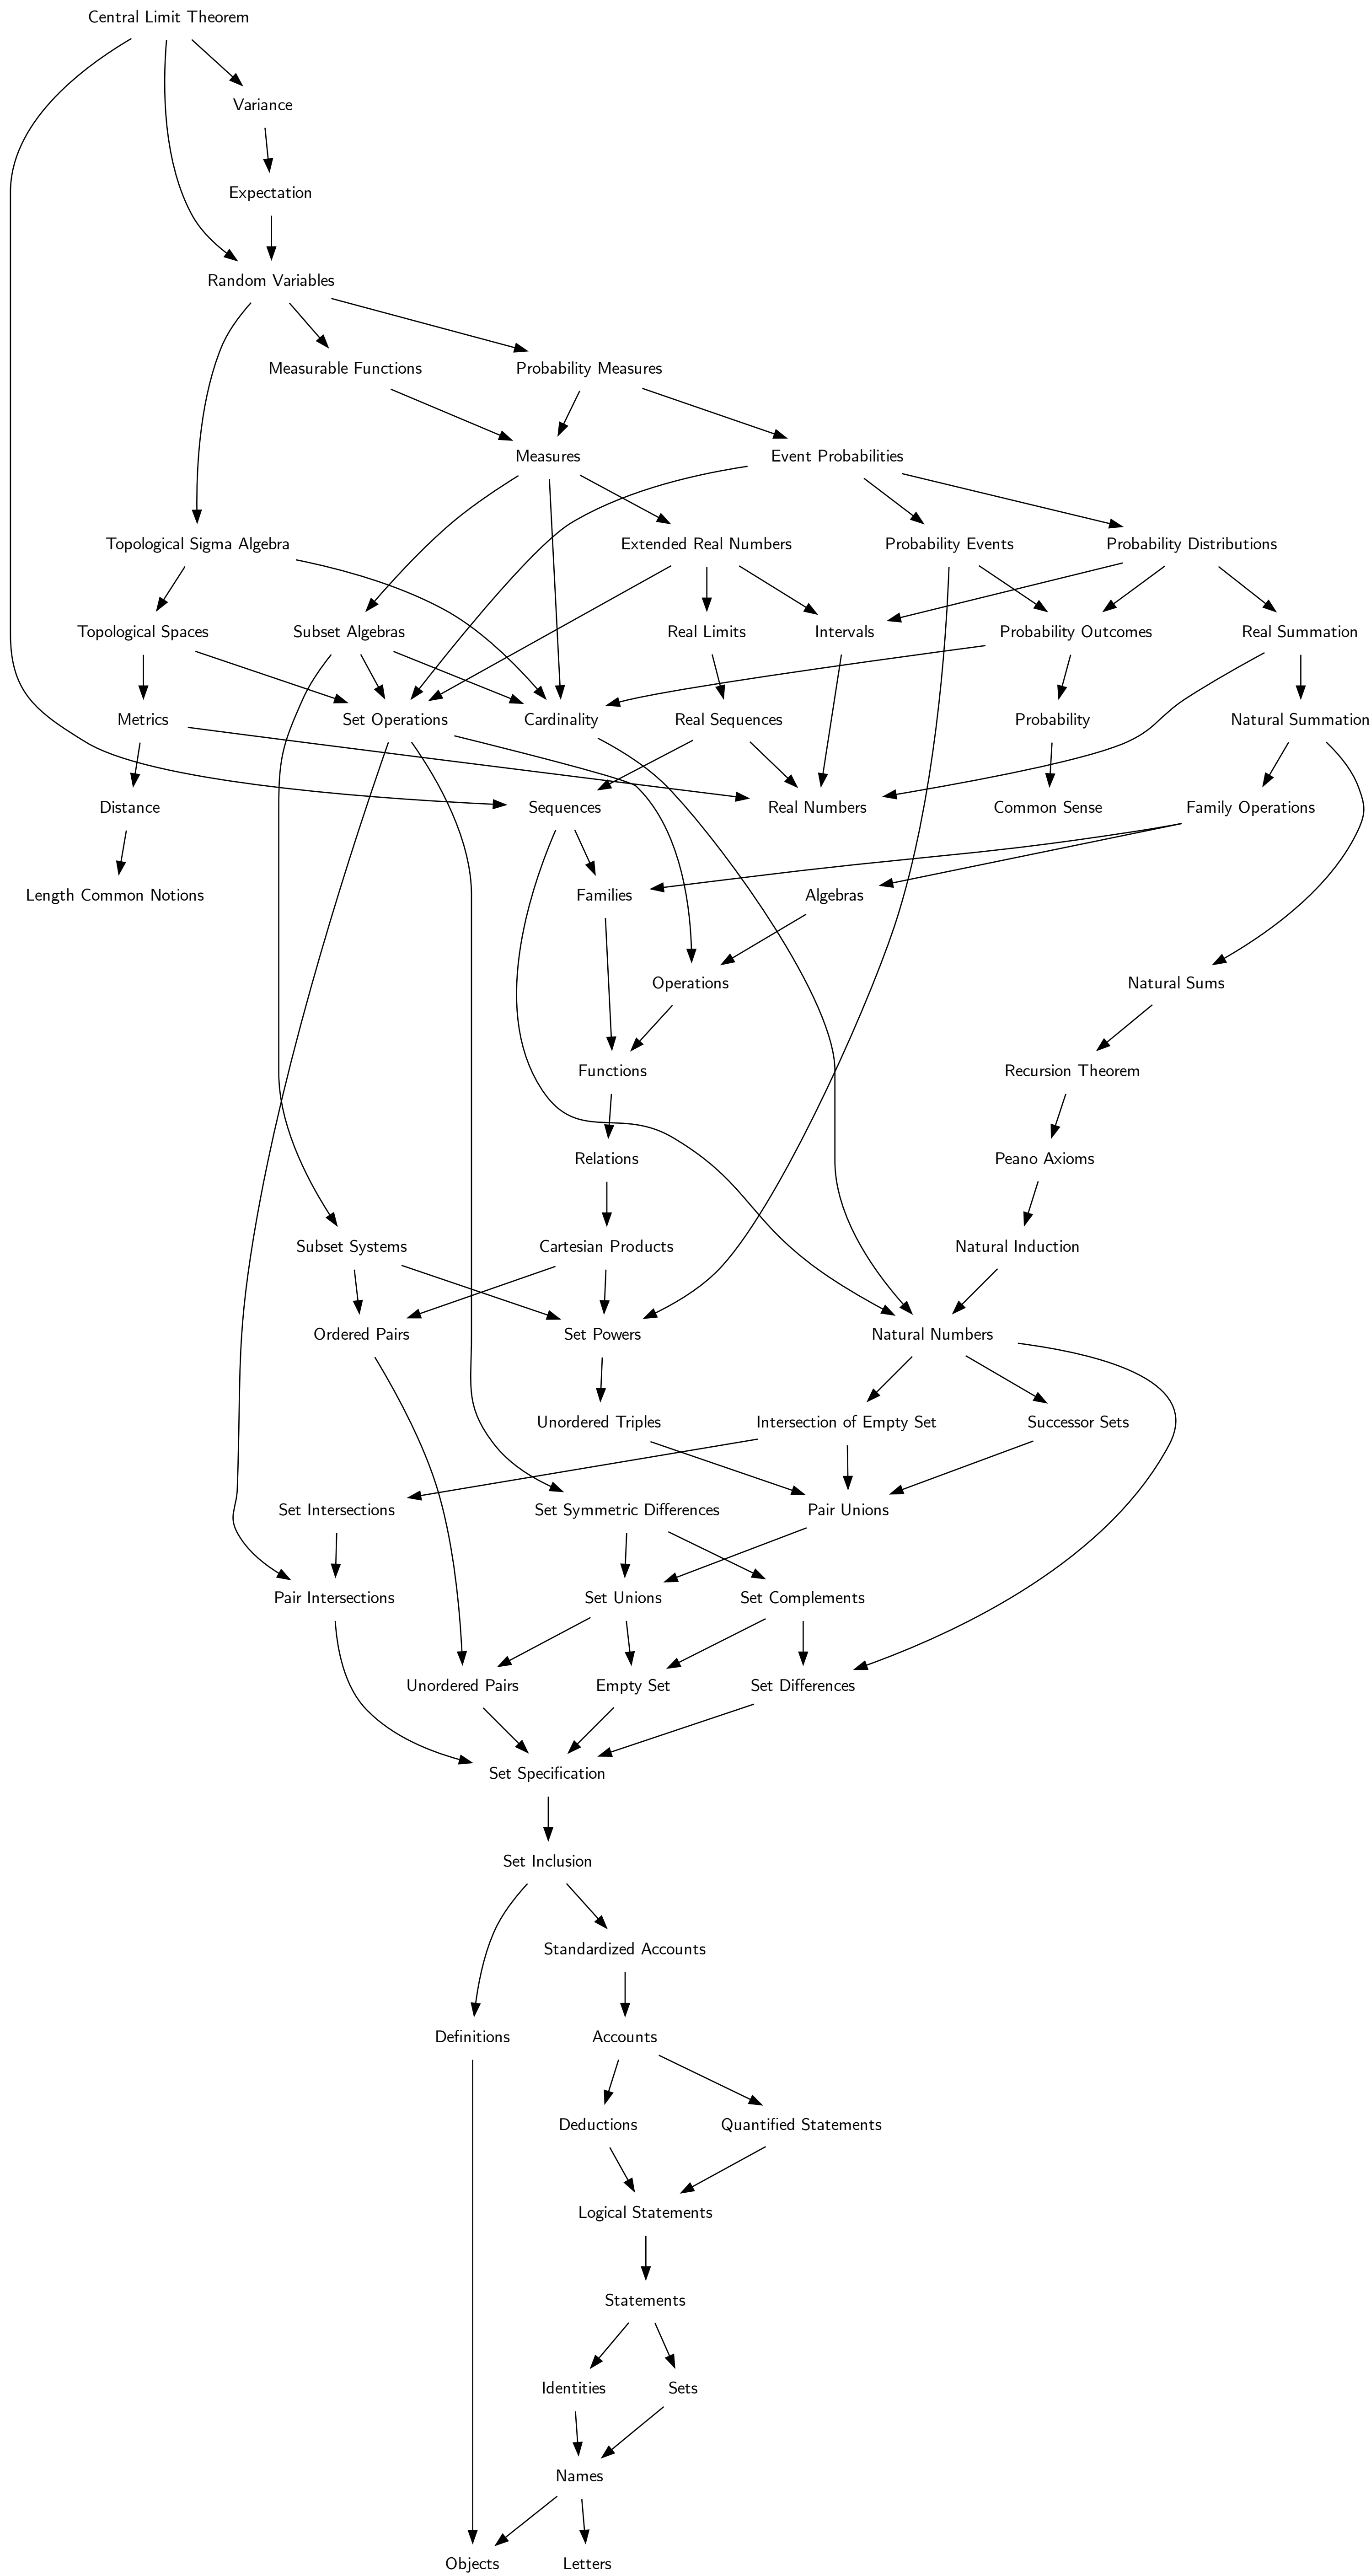 Central Limit Theorem
Variance
Expectation
Random Variables
Measurable Functions
Probability Measures
Measures
Event Probabilities
Topological Sigma Algebra
Extended Real Numbers
Probability Events
Probability Distributions
Topological Spaces
Subset Algebras
Real Limits
Intervals
Probability Outcomes
Real Summation
Metrics
Set Operations
Cardinality
Real Sequences
Probability
Natural Summation
Distance
Sequences
Real Numbers
Common Sense
Family Operations
Length Common Notions
Families
Algebras
Operations
Natural Sums
Functions
Recursion Theorem
Relations
Peano Axioms
Subset Systems
Cartesian Products
Natural Induction
Ordered Pairs
Set Powers
Natural Numbers
Unordered Triples
Intersection of Empty Set
Successor Sets
Set Intersections
Set Symmetric Differences
Pair Unions
Pair Intersections
Set Unions
Set Complements
Unordered Pairs
Empty Set
Set Differences
Set Specification
Set Inclusion
Standardized Accounts
Definitions
Accounts
Deductions
Quantified Statements
Logical Statements
Statements
Identities
Sets
Names
Objects
Letters